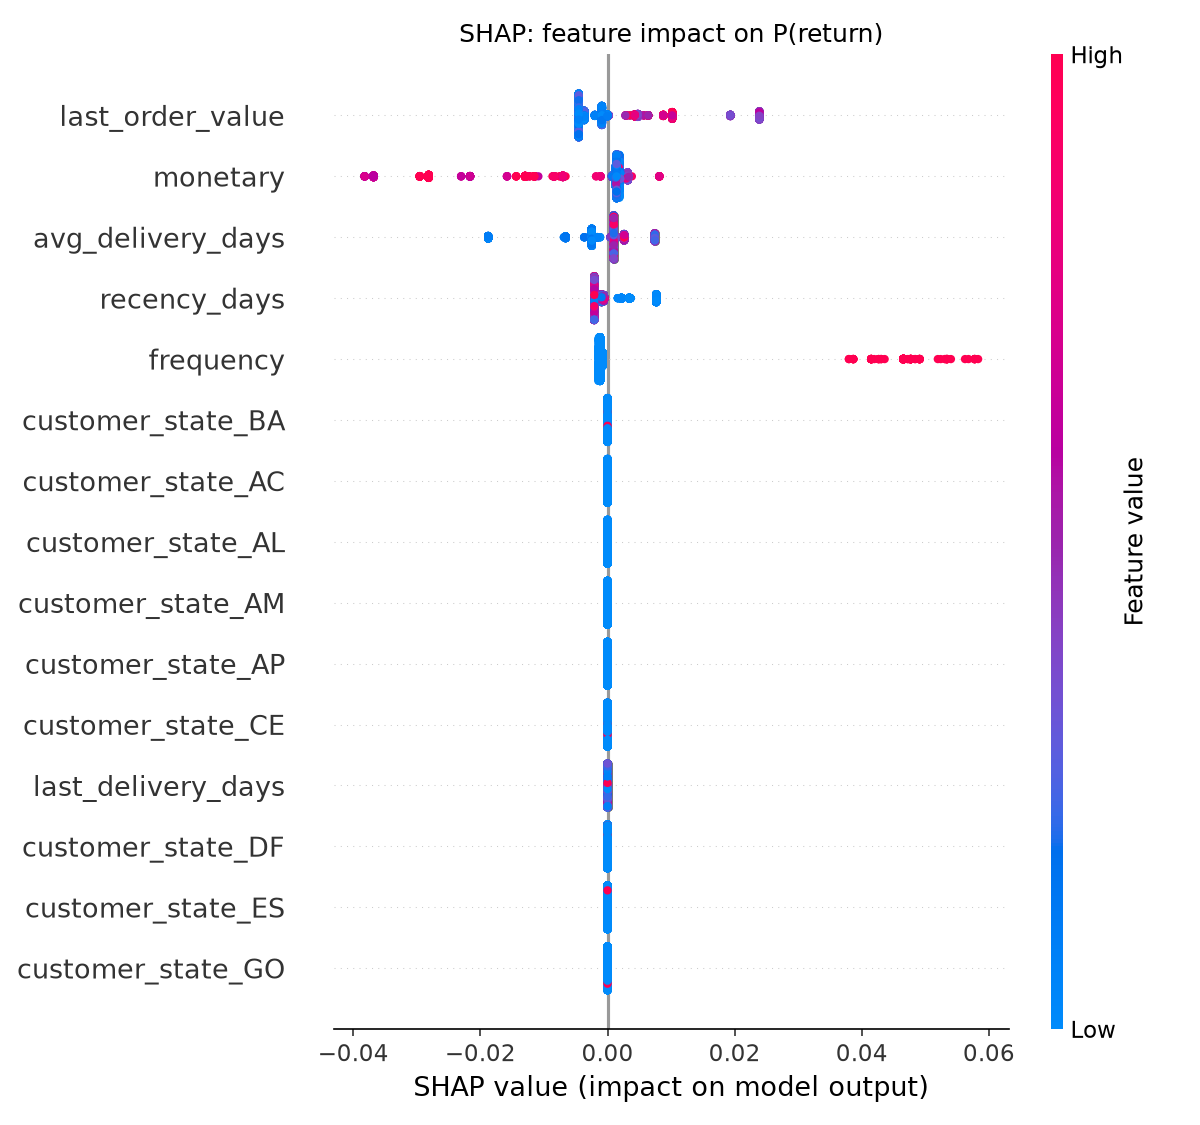 SHAP: feature impact on P(return)
High
last_order_value
monetary
avg_delivery_days
recency_days
frequency
customer_state_BA
customer_state_AC
customer_state_AL
customer_state_AM
customer_state_AP
customer_state_CE
last_delivery_days
customer_state_DF
customer_state_ES
customer_state_GO
Feature value
Low
−0.04 −0.02 0.00 0.02 0.04 0.06
SHAP value (impact on model output)